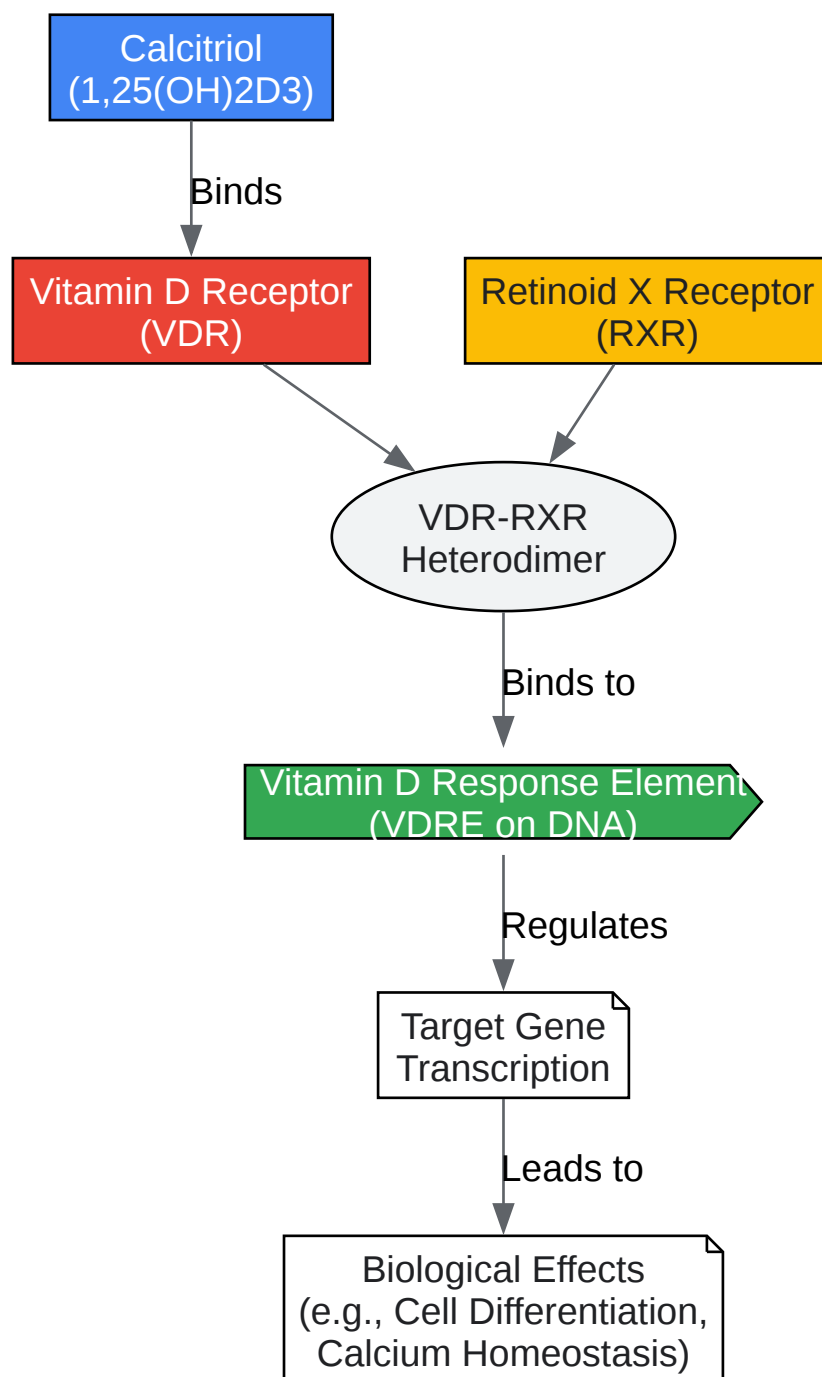 Calcitriol
(1,25(OH)2D3)
Binds
Vitamin D Receptor
(VDR)
Retinoid X Receptor
(RXR)
VDR-RXR
Heterodimer
Binds to
Vitamin D Response Element
(VDRE on DNA)
Regulates
Target Gene
Transcription
Leads to
Biological Effects
(e.g., Cell Differentiation,
Calcium Homeostasis)